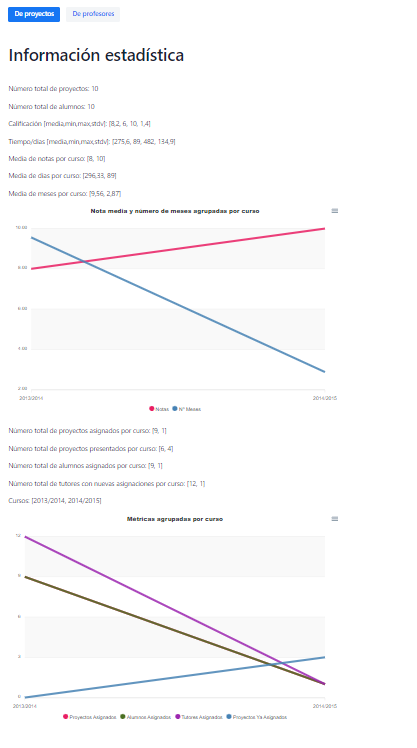 De proyectos
De profesores
Información estadística
Número total de proyectos: 10
Número total de alumnos: 10
Calificación [media,min,max,stdv]: [8,2, 6, 10, 1,4]
Tiempo/días [media,min,max,stdv]: [275,6, 89, 482, 134,9]
Media de notas por curso: [8, 10]
Media de días por curso: [296,33, 89]
Media de meses por curso: [9,56, 2,87]
Nota media y número de meses agrupadas por curso
10.00
8.00
6.00
4.00
2.00
2013/2014
2014/2015
Notas
Nº Meses
Número total de proyectos asignados por curso: [9, 1]
Número total de proyectos presentados por curso: [6, 4]
Número total de alumnos asignados por curso: [9, 1]
Número total de tutores con nuevas asignaciones por curso: [12, 1]
Cursos: [2013/2014, 2014/2015]
Métricas agrupadas por curso
12
9
6
3
0
2013/2014
2014/2015
Proyectos Asignados
Alumnos Asignados
Tutores Asignados
Proyectos Ya Asignados